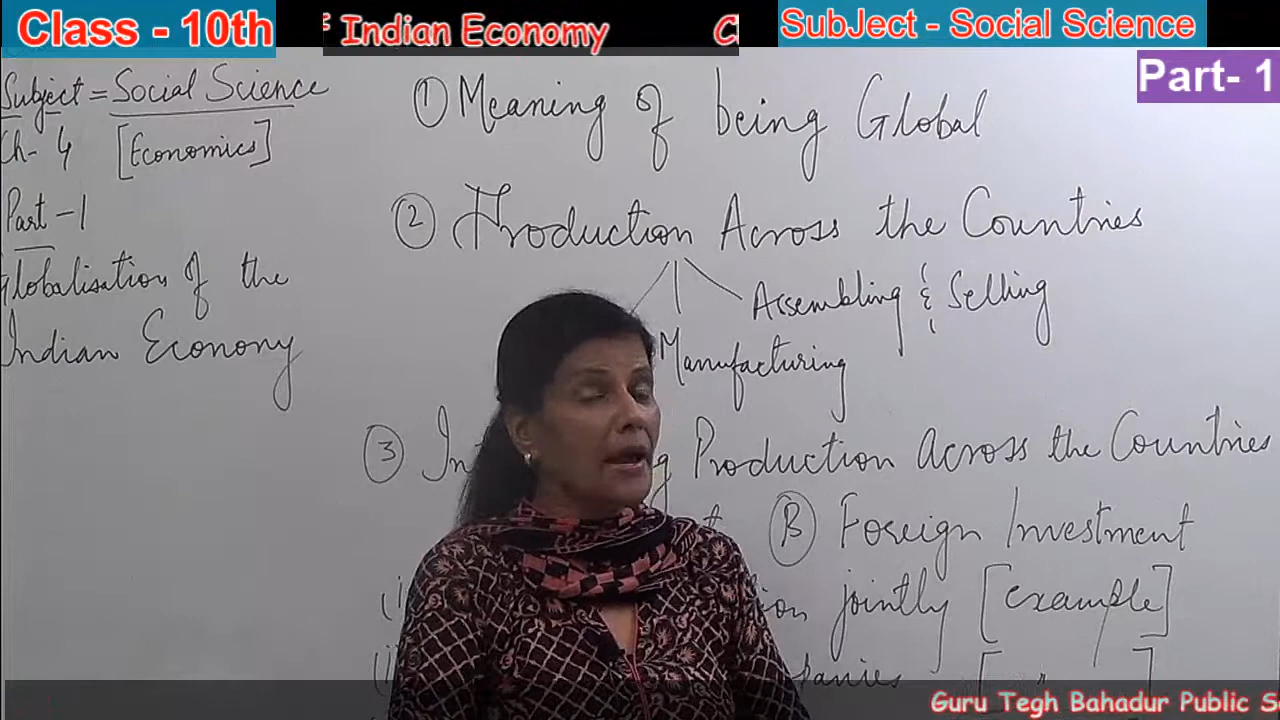 Class - 10th
Indian Economy
SubJect - Social Science
Part- 1
Subject = Social Science
Ch- 4 [Economics]
Part - 1
Globalisation of the
Indian Economy
① Meaning of being Global
② Production Across the Countries
Assembling & Selling
Manufacturing
③ Production across the Countries
Ⓑ Foreign Investment
jointly [example]
Guru Tegh Bahadur Public